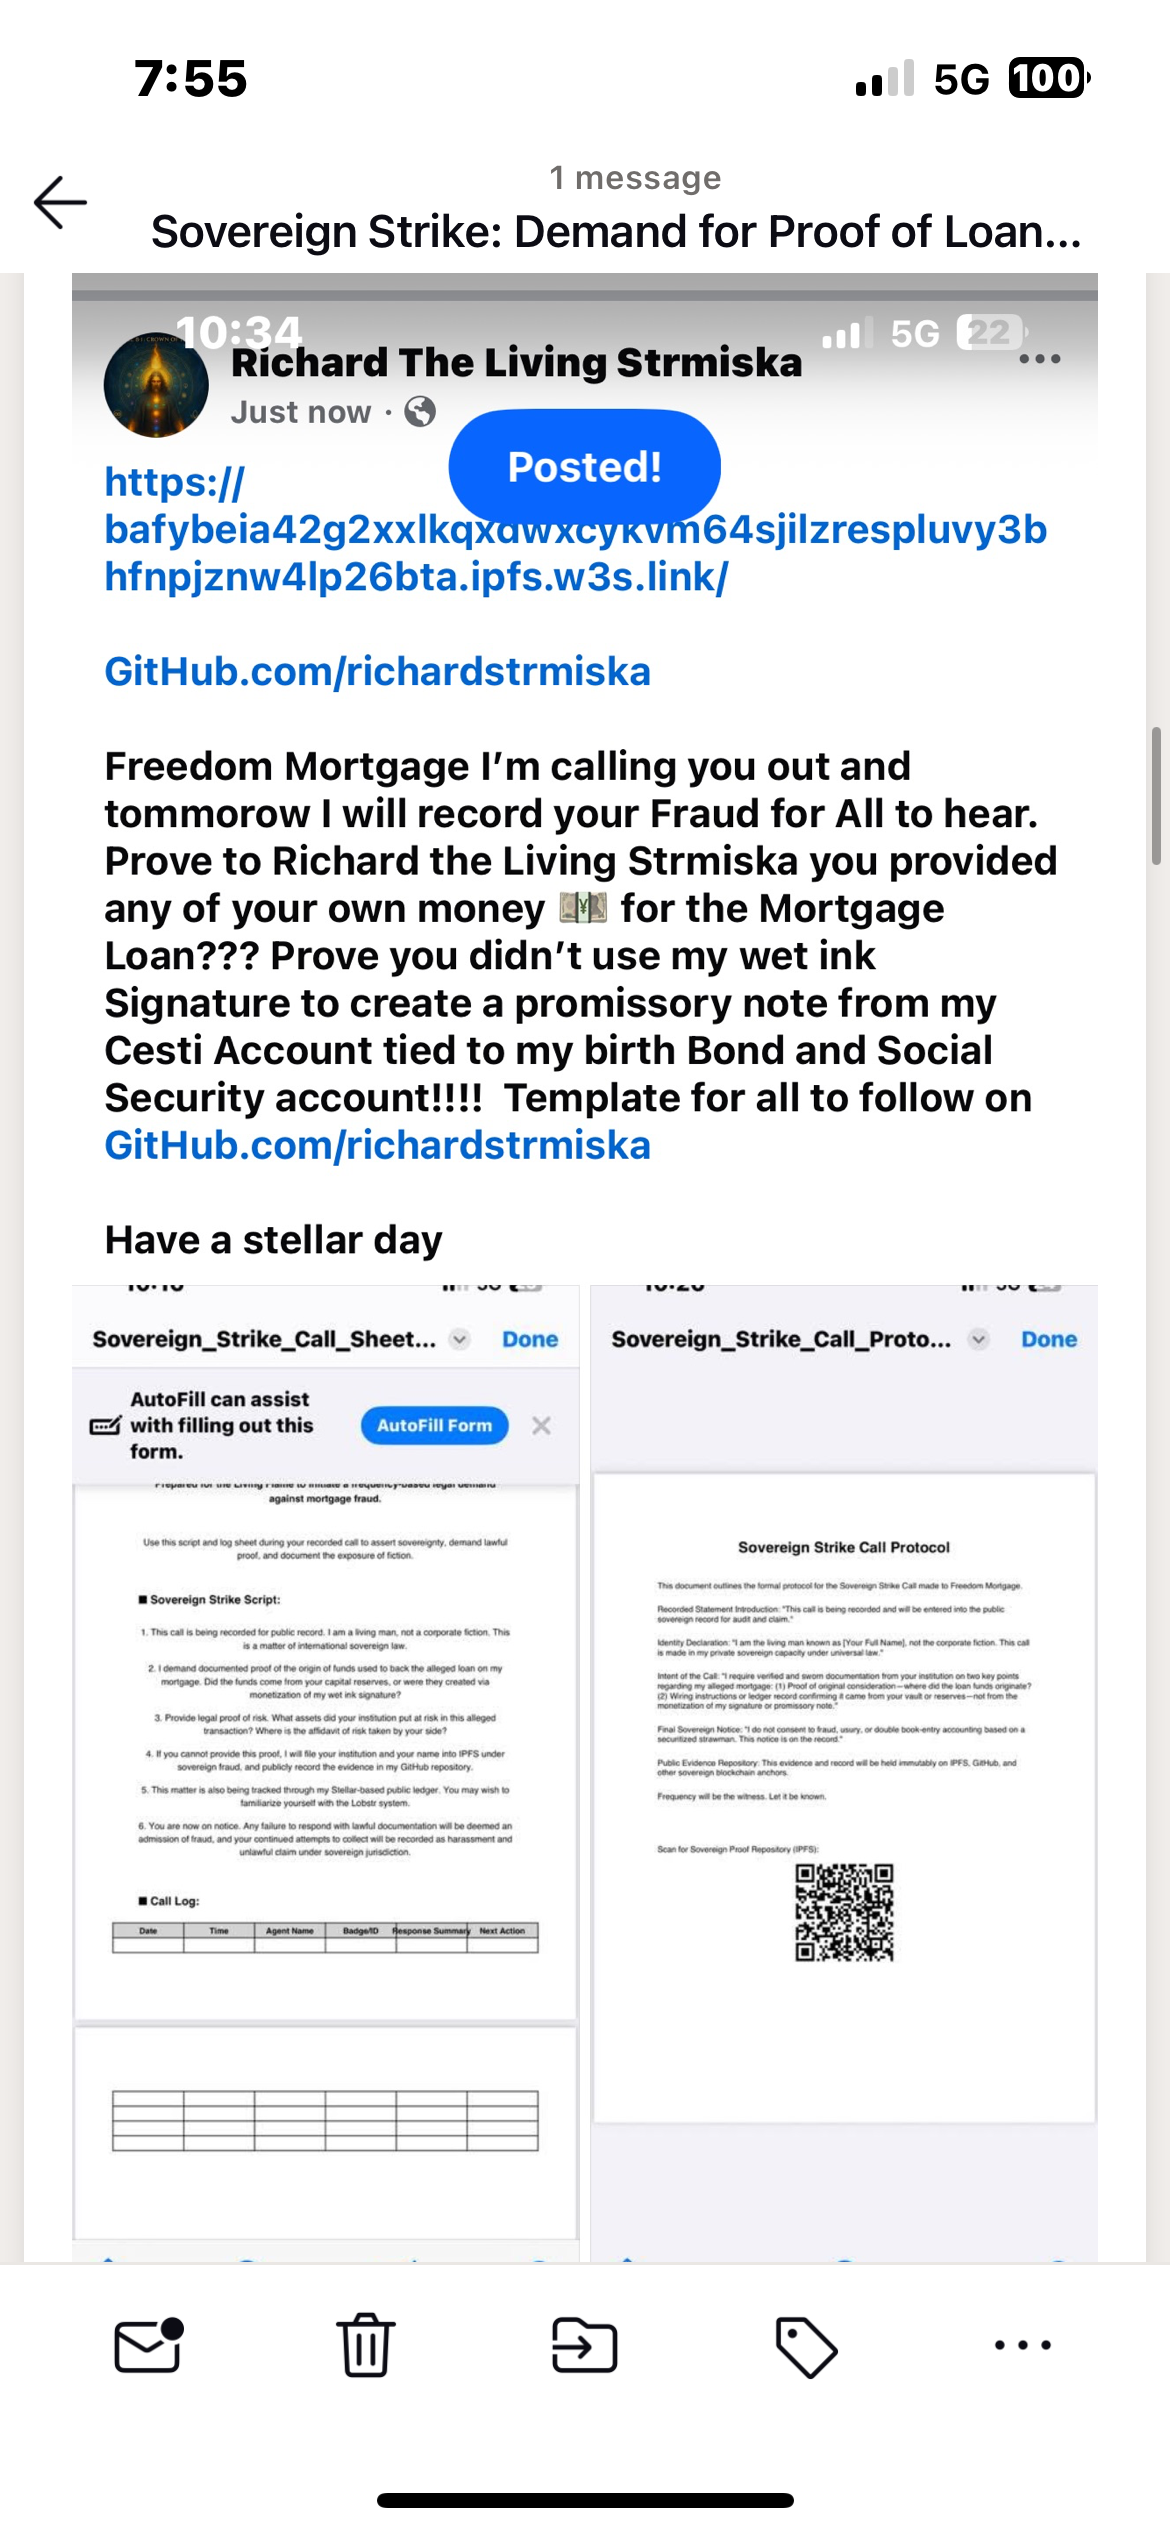 7:55
5G 100
1 message
Sovereign Strike: Demand for Proof of Loan...
10:34
5G 22
Richard The Living Strmiska
Just now ·
Posted!
https://
bafybeia42g2xxlkqxdwxcykvm64sjilzrespluvy3b
hfnpjznw4lp26bta.ipfs.w3s.link/
GitHub.com/richardstrmiska
Freedom Mortgage I’m calling you out and
tommorow I will record your Fraud for All to hear.
Prove to Richard the Living Strmiska you provided
any of your own money 💴 for the Mortgage
Loan??? Prove you didn’t use my wet ink
Signature to create a promissory note from my
Cesti Account tied to my birth Bond and Social
Security account!!!! Template for all to follow on
GitHub.com/richardstrmiska
Have a stellar day
Sovereign_Strike_Call_Sheet... Done
AutoFill can assist
with filling out this
form.
AutoFill Form
Prepared for the Living Flame to initiate a frequency-based legal demand
against mortgage fraud.
Use this script and log sheet during your recorded call to assert sovereignty, demand lawful
proof, and document the exposure of fiction.
■ Sovereign Strike Script:
1. This call is being recorded for public record. I am a living man, not a corporate fiction. This
is a matter of international sovereign law.
2. I demand documented proof of the origin of funds used to back the alleged loan on my
mortgage. Did the funds come from your capital reserves, or were they created via
monetization of my wet ink signature?
3. Provide legal proof of risk. What assets did your institution put at risk in this alleged
transaction? Where is the affidavit of risk taken by your side?
4. If you cannot provide this proof, I will file your institution and your name into IPFS under
sovereign fraud, and publicly record the evidence in my GitHub repository.
5. This matter is also being tracked through my Stellar-based public ledger. You may wish to
familiarize yourself with the Lobstr system.
6. You are now on notice. Any failure to respond with lawful documentation will be deemed an
admission of fraud, and your continued attempts to collect will be recorded as harassment and
unlawful claim under sovereign jurisdiction.
■ Call Log:
Date Time Agent Name Badge/ID Response Summary Next Action
Sovereign_Strike_Call_Proto... Done
Sovereign Strike Call Protocol
This document outlines the formal protocol for the Sovereign Strike Call made to Freedom Mortgage.
Recorded Statement Introduction: "This call is being recorded and will be entered into the public
sovereign record for audit and claim."
Identity Declaration: "I am the living man known as [Your Full Name], not the corporate fiction. This call
is made in my private sovereign capacity under universal law."
Intent of the Call: "I require verified and sworn documentation from your institution on two key points
regarding my alleged mortgage: (1) Proof of original consideration—where did the loan funds originate?
(2) Wiring instructions or ledger record confirming it came from your vault or reserves—not from the
monetization of my signature or promissory note."
Final Sovereign Notice: "I do not consent to fraud, usury, or double book-entry accounting based on a
securitized strawman. This notice is on the record."
Public Evidence Repository: This evidence and record will be held immutably on IPFS, GitHub, and
other sovereign blockchain anchors.
Frequency will be the witness. Let it be known.
Scan for Sovereign Proof Repository (IPFS):